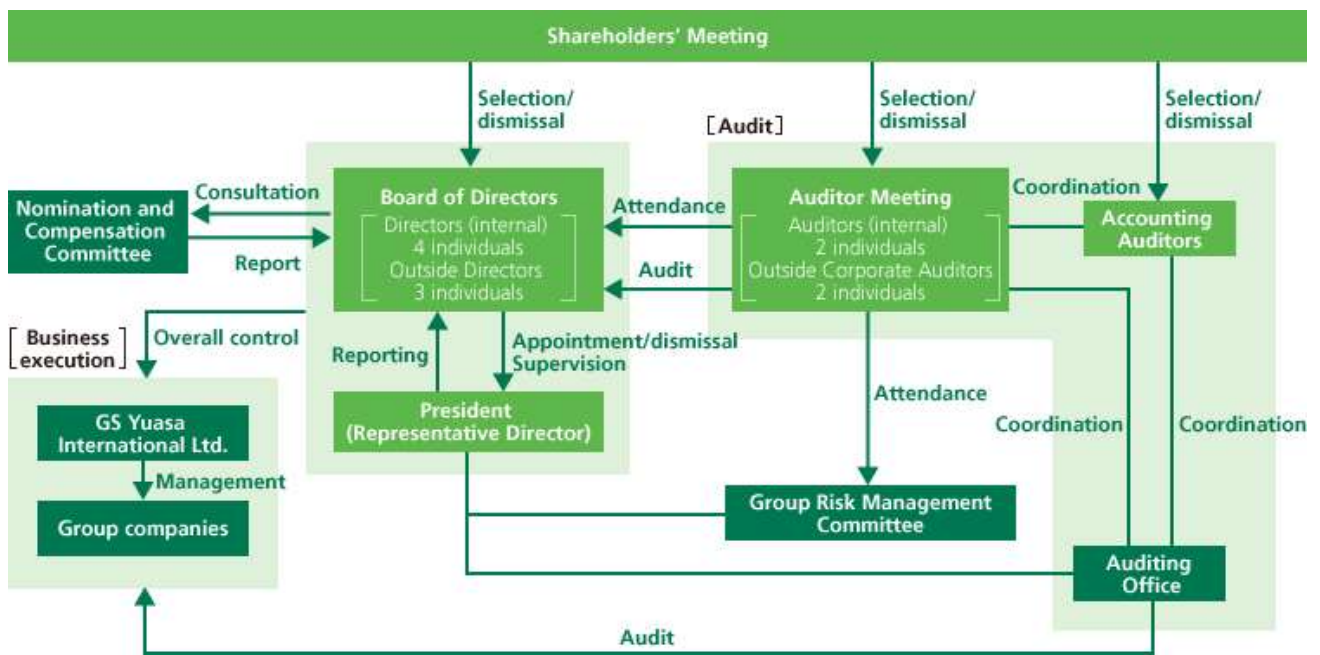 Shareholders' Meeting
Selection/
dismissal
Selection/
dismissal
Selection/
dismissal
[Audit]
Nomination and
Compensation
Committee
Consultation
Report
Board of Directors
Directors (internal)
4 individuals
Outside Directors
3 individuals
Attendance
Audit
Auditor Meeting
Auditors (internal)
2 individuals
Outside Corporate Auditors
2 individuals
Coordination
Accounting
Auditors
[Business
execution]
Overall control
Reporting
Appointment/dismissal
Supervision
President
(Representative Director)
Attendance
Coordination
Coordination
GS Yuasa
International Ltd.
Management
Group companies
Group Risk Management
Committee
Auditing
Office
Audit